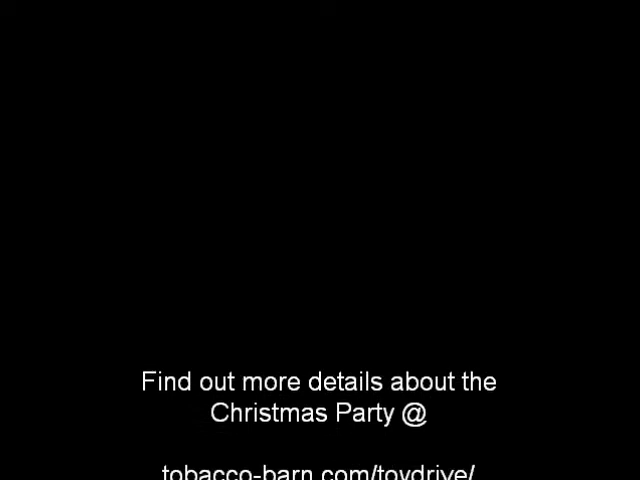 Find out more details about the
Christmas Party @
tobacco-barn.com/toydrive/